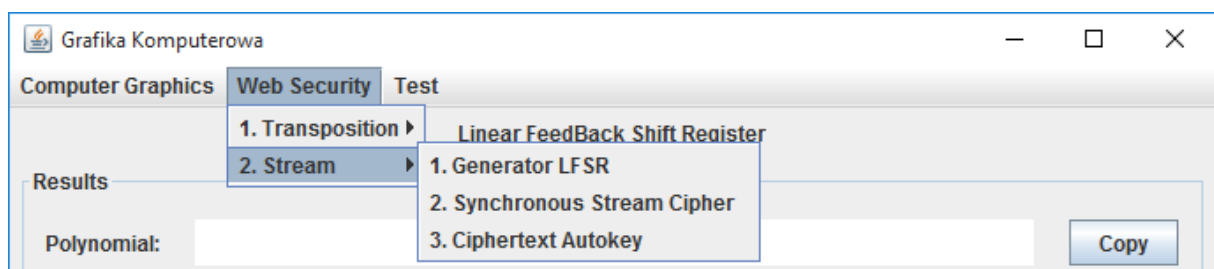 Grafika Komputerowa
Computer Graphics Web Security Test
1. Transposition
Linear FeedBack Shift Register
2. Stream
1. Generator LFSR
Results
2. Synchronous Stream Cipher
Polynomial:
3. Ciphertext Autokey
Copy